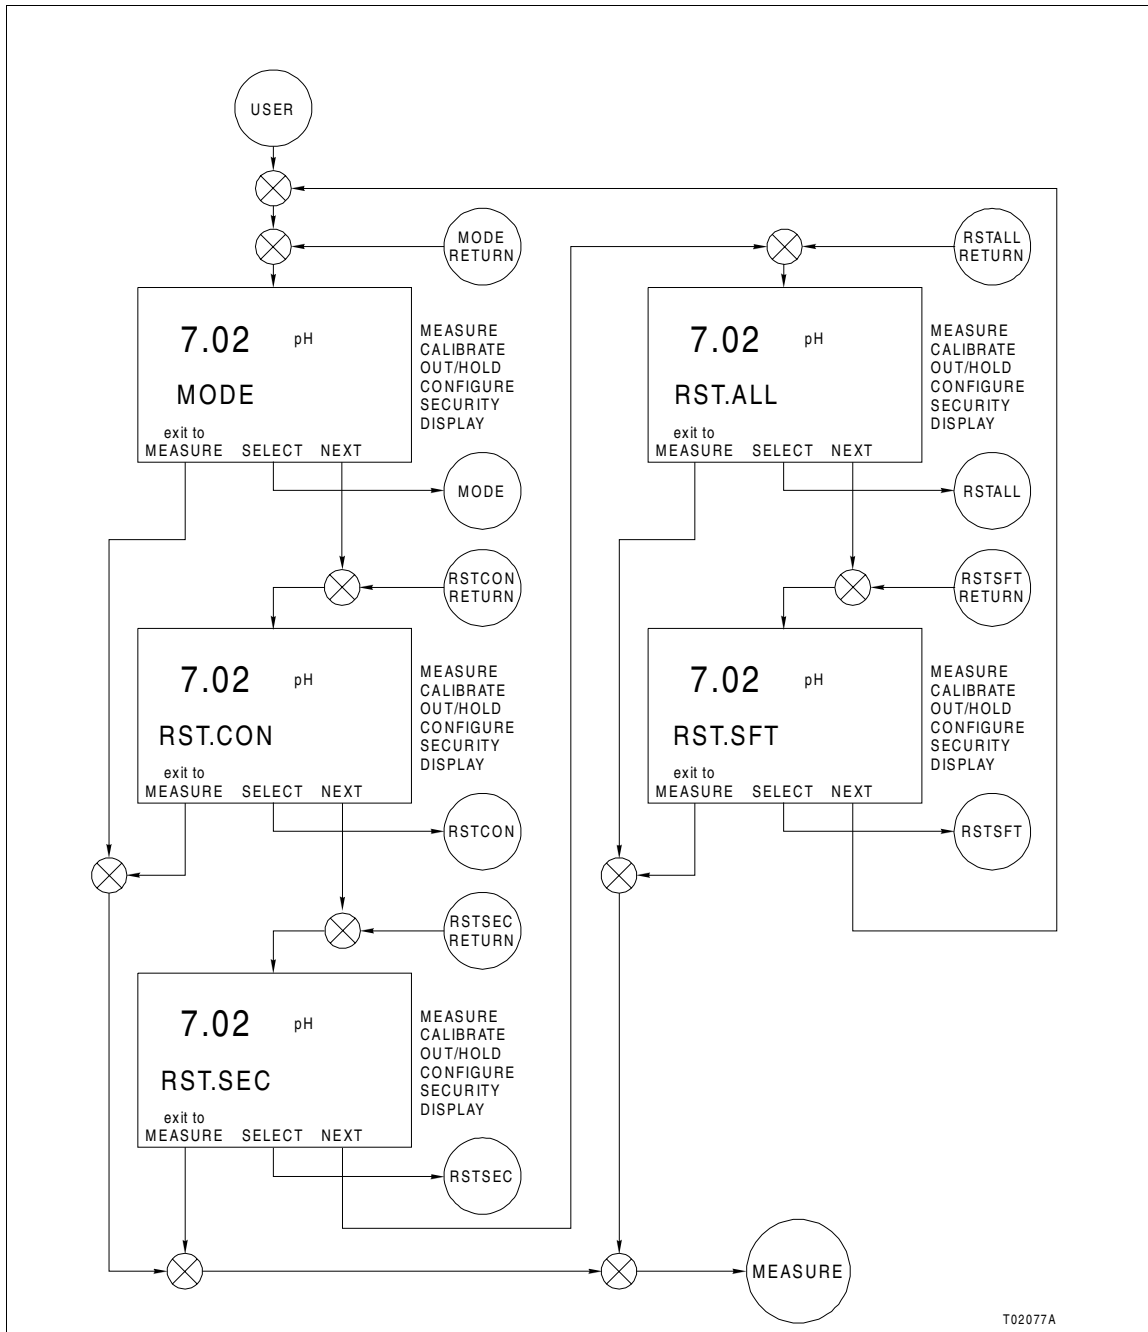 USER
MODE
RETURN
7.02 pH
MODE
exit to
MEASURE SELECT NEXT
MEASURE
CALIBRATE
OUT/HOLD
CONFIGURE
SECURITY
DISPLAY
MODE
RSTCON
RETURN
7.02 pH
RST.CON
exit to
MEASURE SELECT NEXT
MEASURE
CALIBRATE
OUT/HOLD
CONFIGURE
SECURITY
DISPLAY
RSTCON
RSTSEC
RETURN
7.02 pH
RST.SEC
exit to
MEASURE SELECT NEXT
MEASURE
CALIBRATE
OUT/HOLD
CONFIGURE
SECURITY
DISPLAY
RSTSEC
RSTALL
RETURN
7.02 pH
RST.ALL
exit to
MEASURE SELECT NEXT
MEASURE
CALIBRATE
OUT/HOLD
CONFIGURE
SECURITY
DISPLAY
RSTALL
RSTSFT
RETURN
7.02 pH
RST.SFT
exit to
MEASURE SELECT NEXT
MEASURE
CALIBRATE
OUT/HOLD
CONFIGURE
SECURITY
DISPLAY
RSTSFT
MEASURE
T02077A